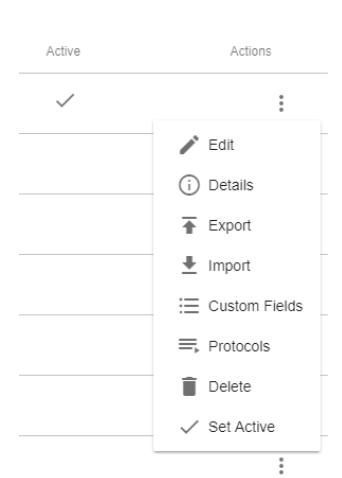 Active Actions
Edit
Details
Export
Import
Custom Fields
Protocols
Delete
Set Active